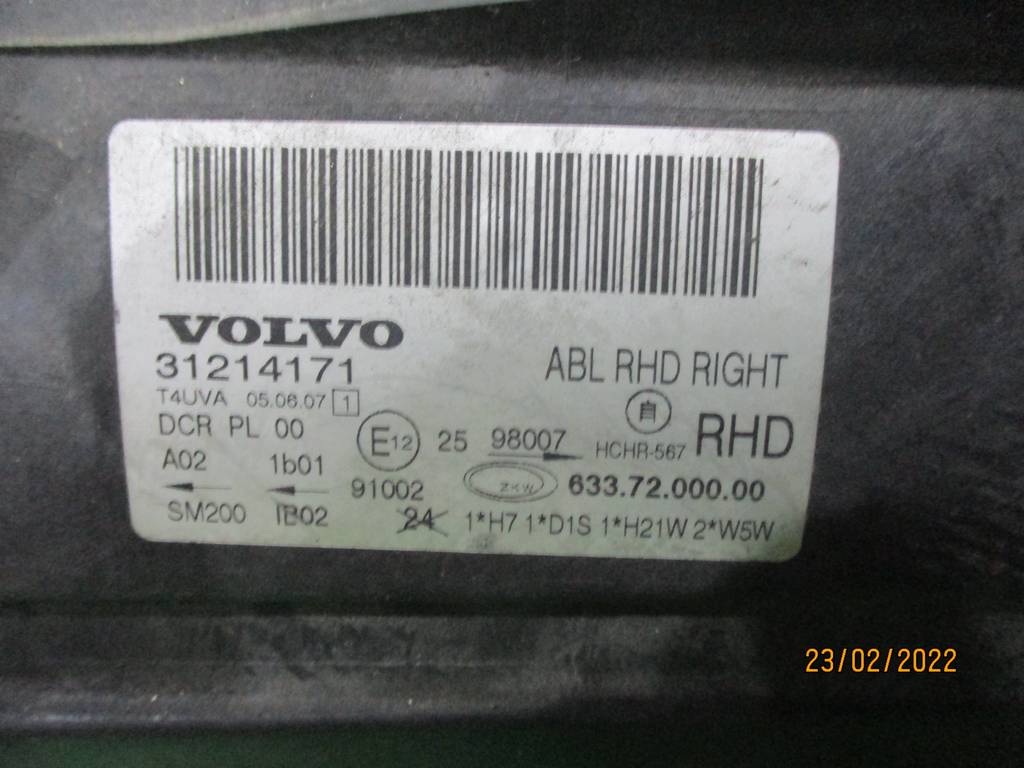 VOLVO
31214171
ABL RHD RIGHT
T4UVA 05.06.07 1
自
DCR PL 00
E12 25 98007
HCHR-567 RHD
A02 1b01
91002 ZKW 633.72.000.00
SM200 IB02 24 1*H7 1*D1S 1*H21W 2*W5W
23/02/2022